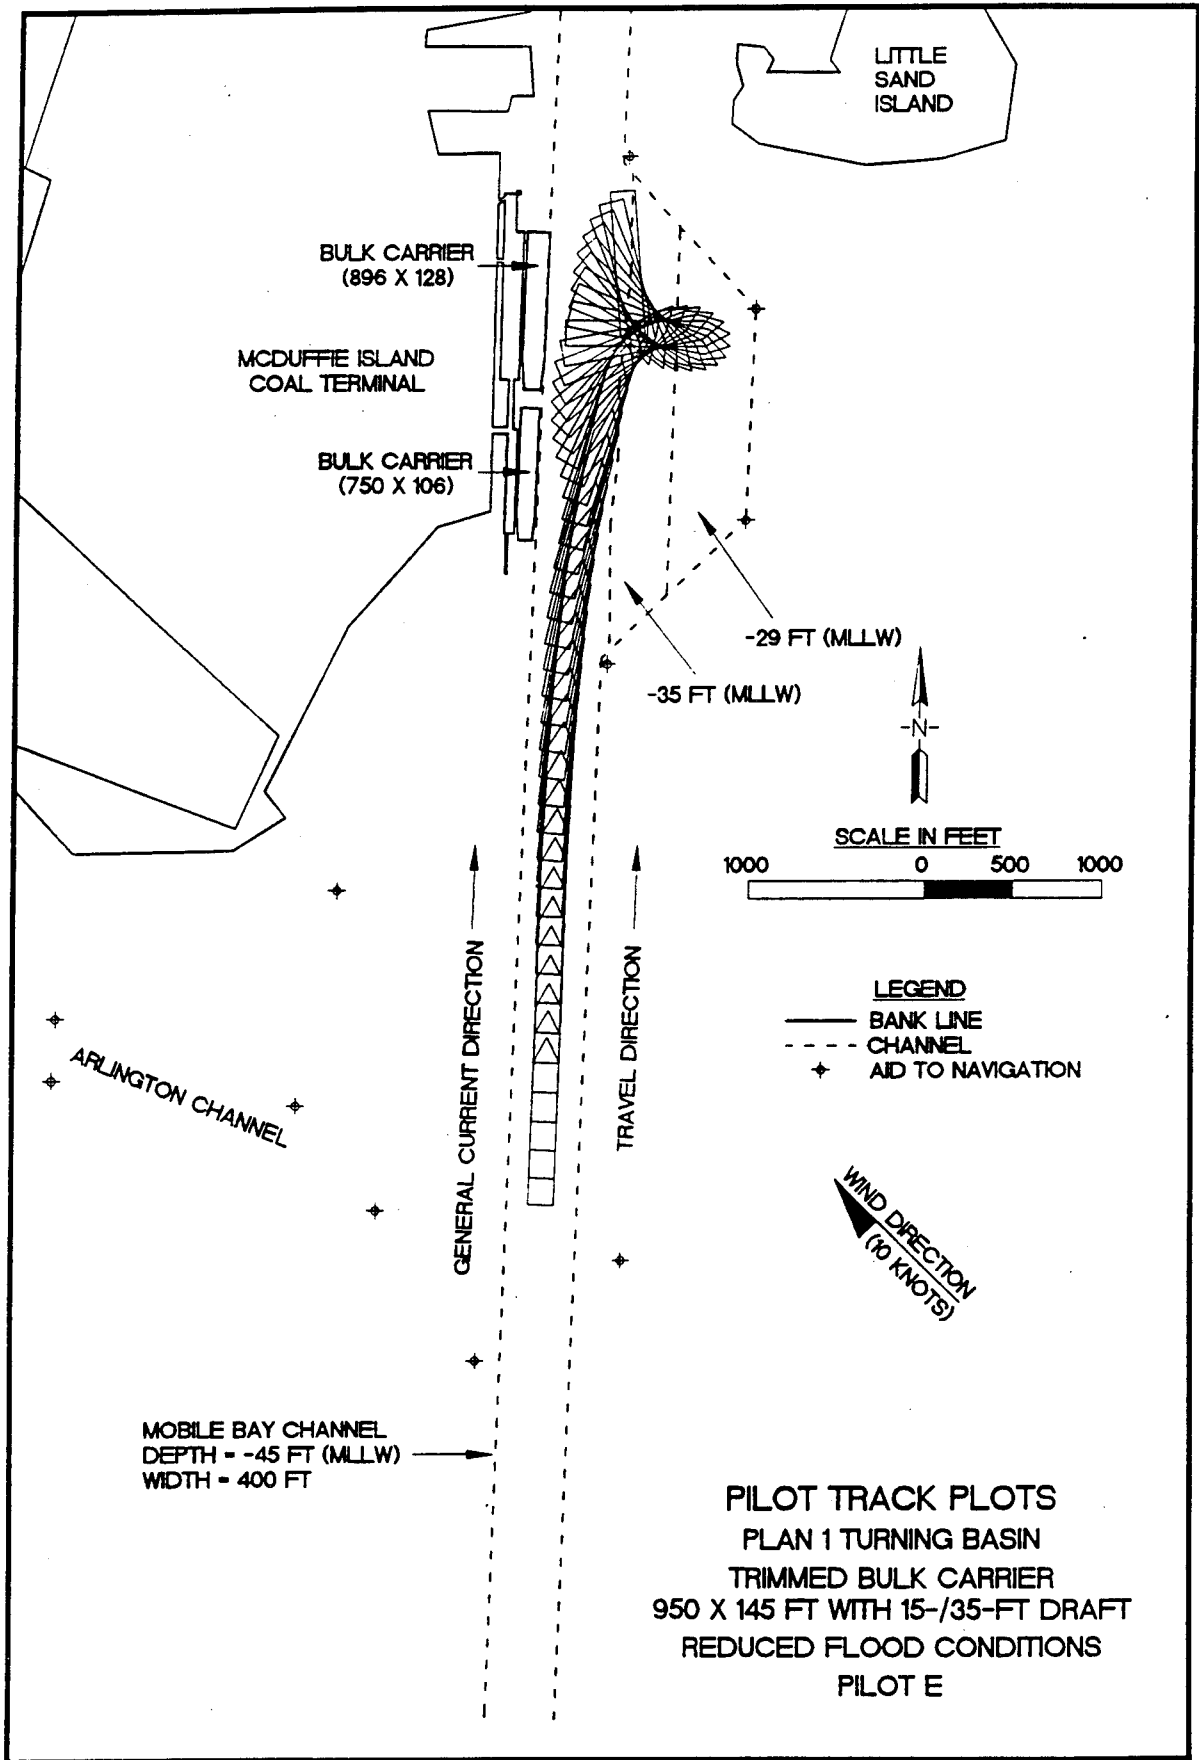 LITTLE
SAND
ISLAND
BULK CARRIER
(896 X 128)
MCDUFFIE ISLAND
COAL TERMINAL
BULK CARRIER
(750 X 106)
-29 FT (MLLW)
-35 FT (MLLW)
-N-
SCALE IN FEET
1000 0 500 1000
GENERAL CURRENT DIRECTION
TRAVEL DIRECTION
LEGEND
BANK LINE
CHANNEL
AID TO NAVIGATION
ARLINGTON CHANNEL
WIND DIRECTION
(10 KNOTS)
MOBILE BAY CHANNEL
DEPTH = -45 FT (MLLW)
WIDTH = 400 FT
PILOT TRACK PLOTS
PLAN 1 TURNING BASIN
TRIMMED BULK CARRIER
950 X 145 FT WITH 15-/35-FT DRAFT
REDUCED FLOOD CONDITIONS
PILOT E